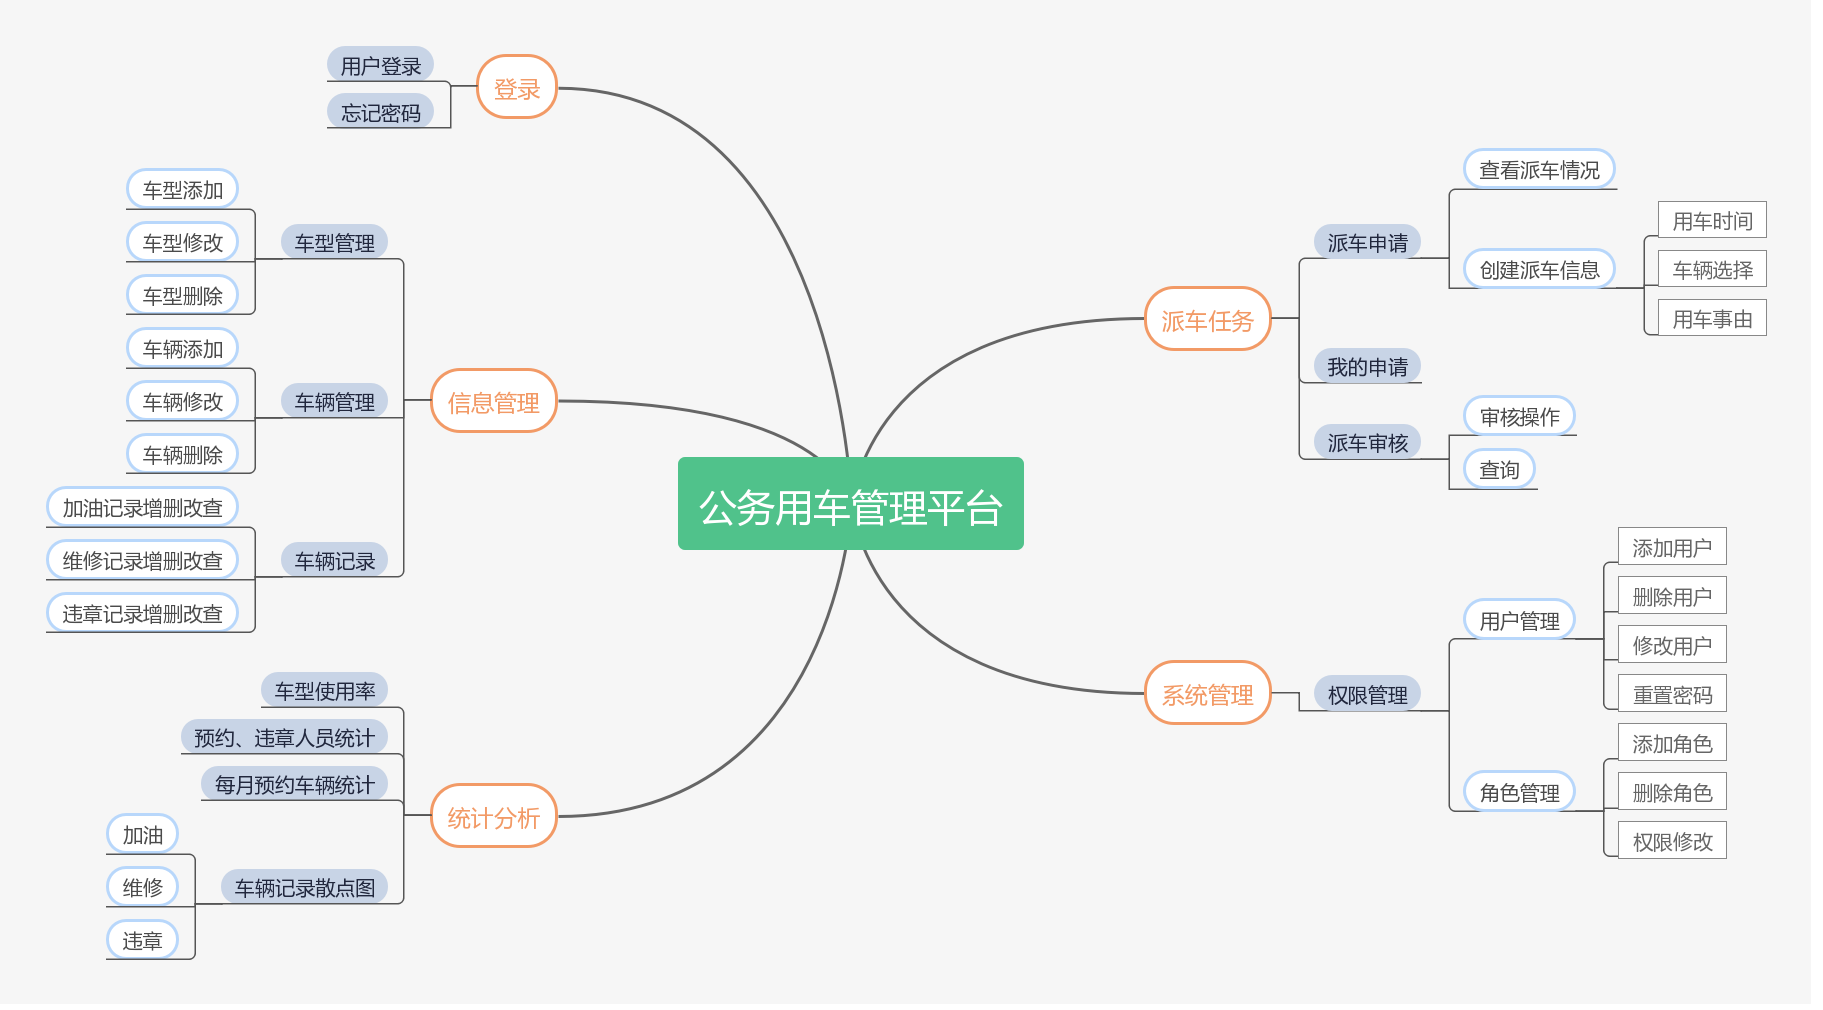 公务用车管理平台
登录
用户登录
忘记密码
信息管理
车型管理
车型添加
车型修改
车型删除
车辆管理
车辆添加
车辆修改
车辆删除
车辆记录
加油记录增删改查
维修记录增删改查
违章记录增删改查
统计分析
车型使用率
预约、违章人员统计
每月预约车辆统计
车辆记录散点图
加油
维修
违章
派车任务
派车申请
查看派车情况
创建派车信息
用车时间
车辆选择
用车事由
我的申请
派车审核
审核操作
查询
系统管理
权限管理
用户管理
添加用户
删除用户
修改用户
重置密码
角色管理
添加角色
删除角色
权限修改